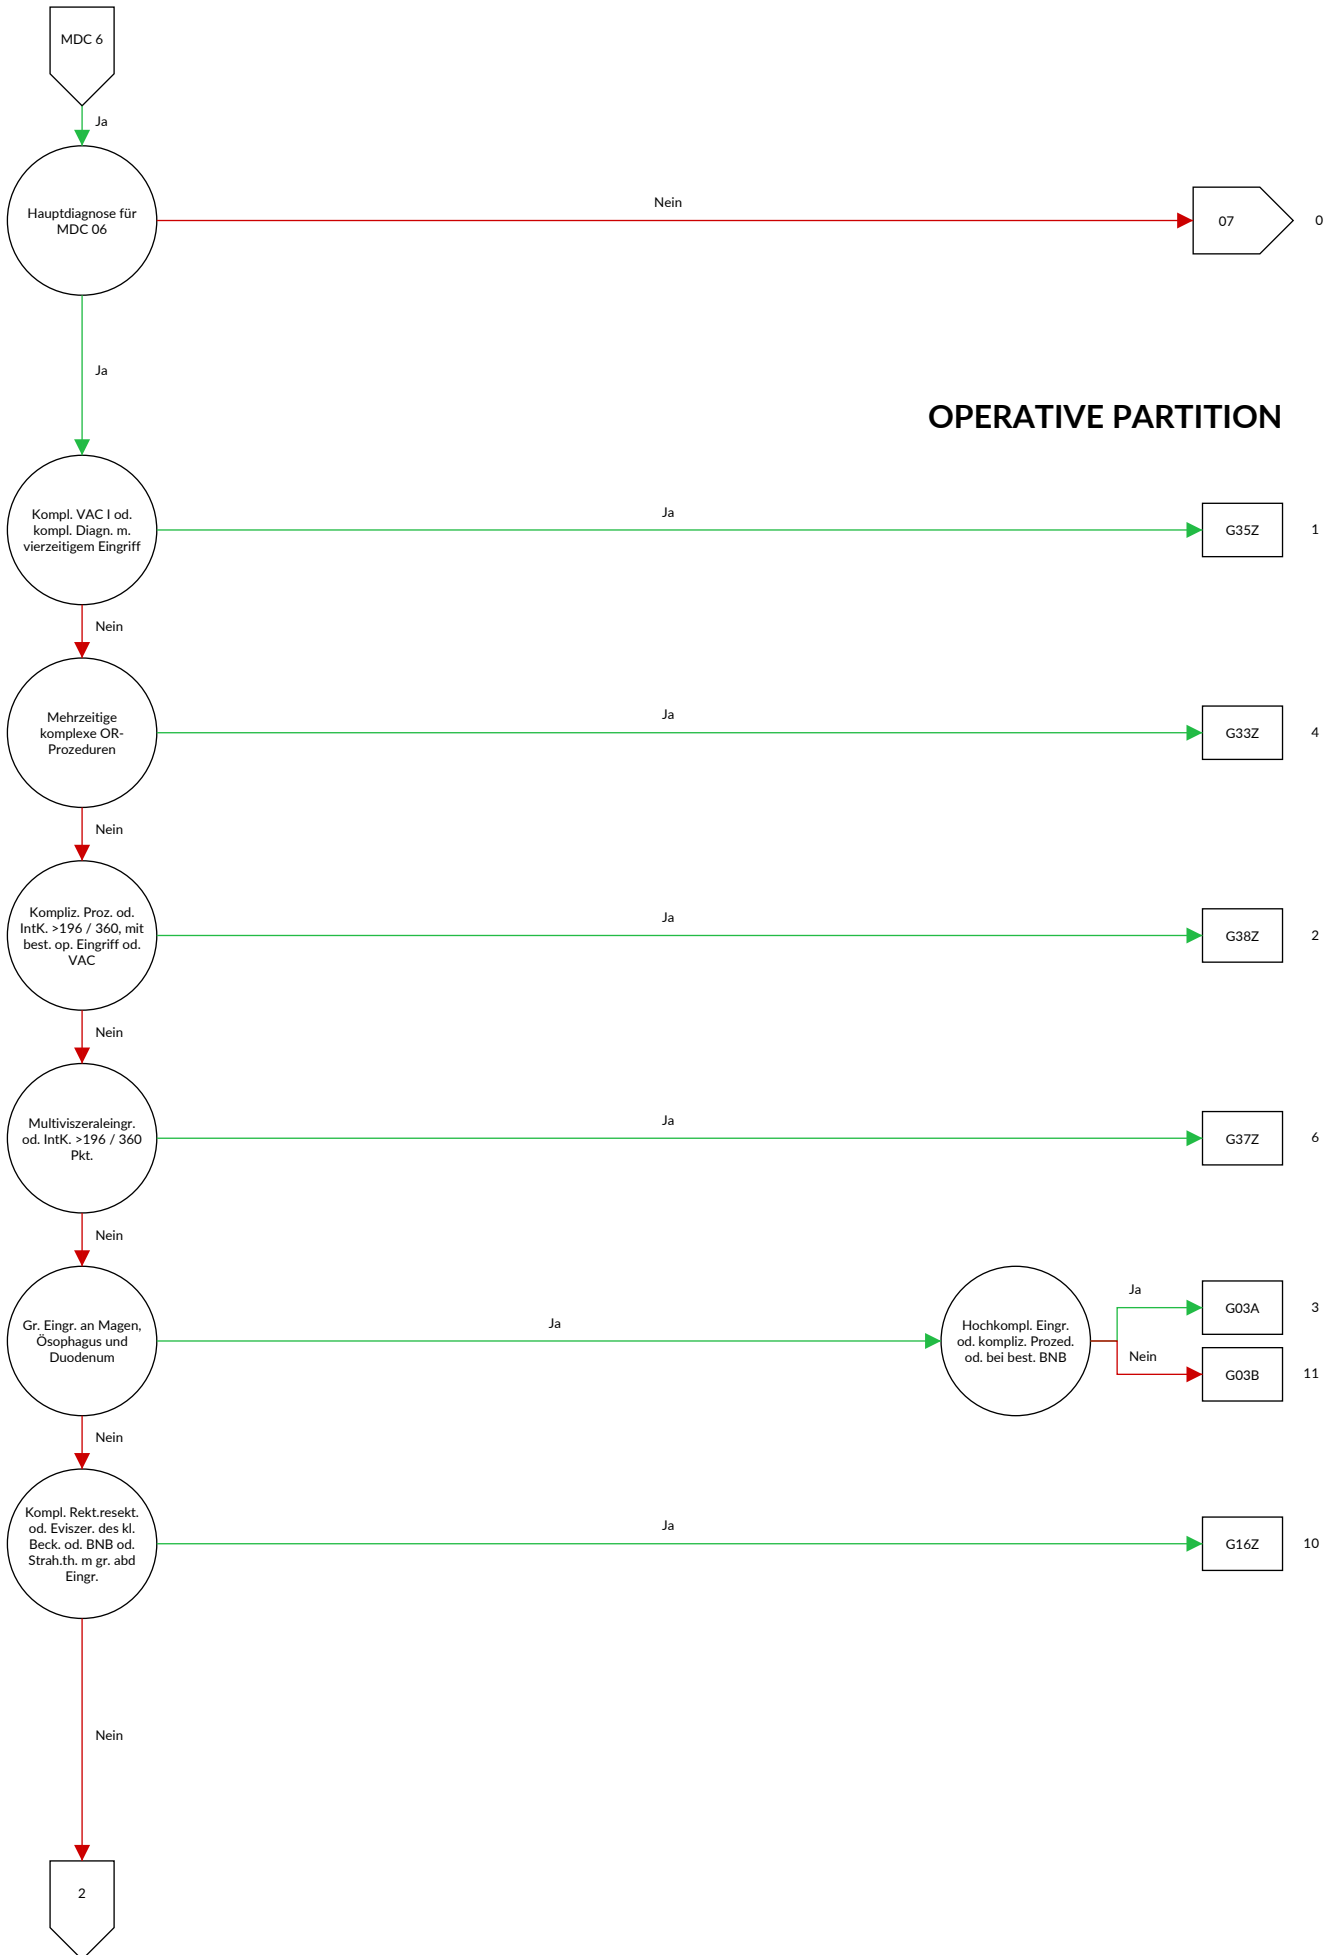 MDC 6
Ja
Hauptdiagnose für
MDC 06
Nein
07
0
Ja
OPERATIVE PARTITION
Kompl. VAC I od.
kompl. Diagn. m.
vierzeitigem Eingriff
Ja
G35Z
1
Nein
Mehrzeitige
komplexe OR-
Prozeduren
Ja
G33Z
4
Nein
Kompliz. Proz. od.
IntK. >196 / 360, mit
best. op. Eingriff od.
VAC
Ja
G38Z
2
Nein
Multiviszeraleingr.
od. IntK. >196 / 360
Pkt.
Ja
G37Z
6
Nein
Gr. Eingr. an Magen,
Ösophagus und
Duodenum
Ja
Hochkompl. Eingr.
od. kompliz. Prozed.
od. bei best. BNB
Ja
G03A
3
Nein
G03B
11
Nein
Kompl. Rekt.resekt.
od. Eviszer. des kl.
Beck. od. BNB od.
Strah.th. m gr. abd
Eingr.
Ja
G16Z
10
Nein
2